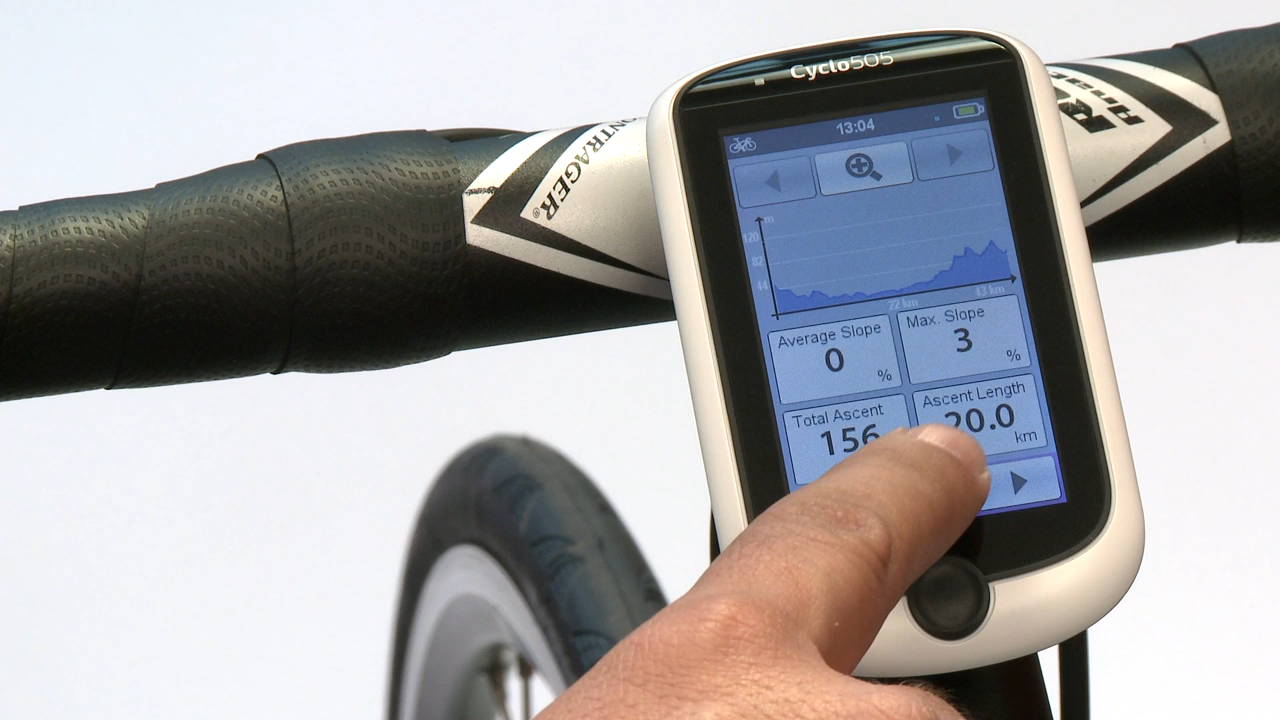 Cyclo505
13:04
m
120
82
44
22 km
43 km
Average Slope
0
%
Max. Slope
3
%
Total Ascent
156
Ascent Length
20.0
km
ONTRAGER®